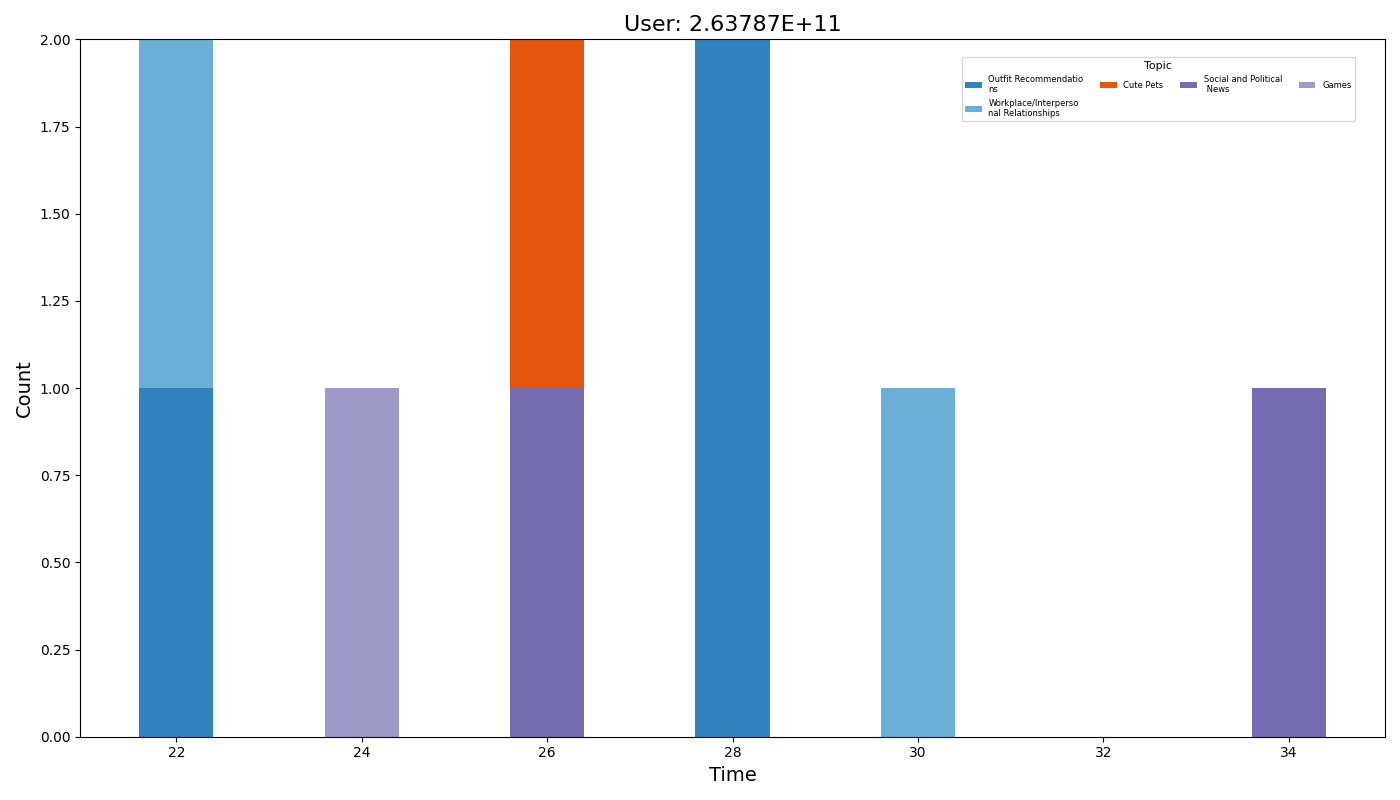 User: 2.63787E+11
2.00
1.75
1.50
1.25
1.00
0.75
0.50
0.25
0.00
Count
Topic
Outfit Recommendatio
ns
Workplace/Interperso
nal Relationships
Cute Pets
Social and Political
News
Games
22 24 26 28 30 32 34
Time